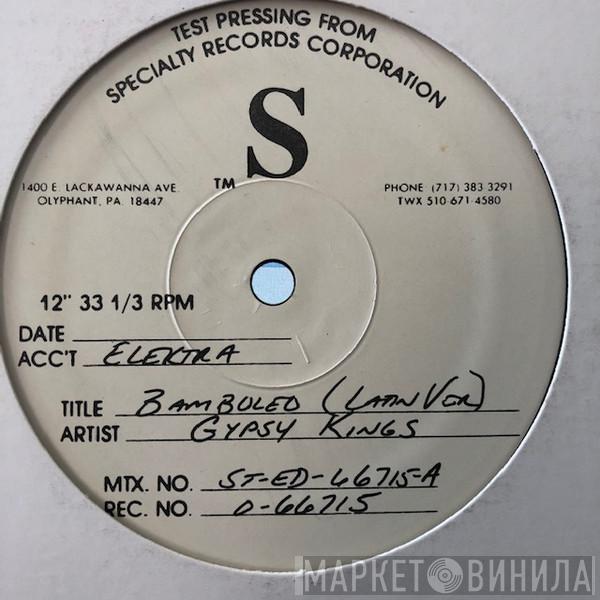 TEST PRESSING FROM
SPECIALTY RECORDS CORPORATION
S
TM
1400 E. LACKAWANNA AVE.
OLYPHANT, PA. 18447
PHONE (717) 383 3291
TWX 510-671-4580
12" 33 1/3 RPM
DATE
ACC'T ELEKTRA
TITLE BAMBOLEO (LATIN VER)
ARTIST GYPSY KINGS
MTX. NO. ST-ED-66715-A
REC. NO. 0-66715
МАРКЕТ ВИНИЛА